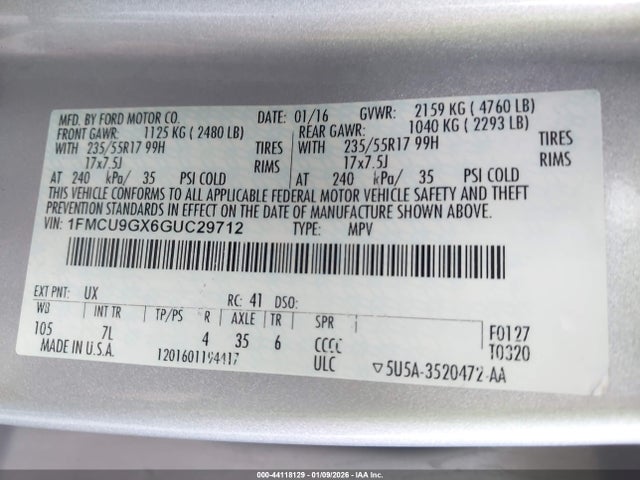 MFD. BY FORD MOTOR CO. DATE: 01/16 GVWR: 2159 KG ( 4760 LB)
FRONT GAWR: 1125 KG ( 2480 LB) REAR GAWR: 1040 KG ( 2293 LB)
WITH 235/55R17 99H TIRES WITH 235/55R17 99H TIRES
17x7.5J RIMS 17x7.5J RIMS
AT 240 kPa/ 35 PSI COLD AT 240 kPa/ 35 PSI COLD
THIS VEHICLE CONFORMS TO ALL APPLICABLE FEDERAL MOTOR VEHICLE SAFETY AND THEFT
PREVENTION STANDARDS IN EFFECT ON THE DATE OF MANUFACTURE SHOWN ABOVE.
VIN: 1FMCU9GX6GUC29712 TYPE: MPV
EXT PNT: UX RC: 41 DSO:
WB INT TR TP/PS R AXLE TR SPR F0127
105 7L 4 35 6 CCCC T0320
MADE IN U.S.A. 1201601194417 ULC ▽5U5A-3520472-AA
000-44118129 - 01/09/2026 - IAA Inc.